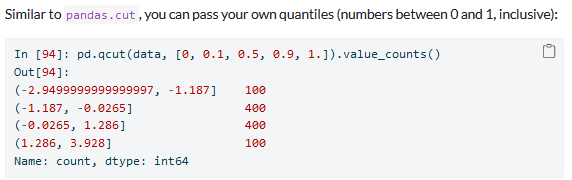 Similar to pandas.cut, you can pass your own quantiles (numbers between 0 and 1, inclusive):
In [94]: pd.qcut(data, [0, 0.1, 0.5, 0.9, 1.]).value_counts()
Out[94]:
(-2.9499999999999997, -1.187]    100
(-1.187, -0.0265]                400
(-0.0265, 1.286]                 400
(1.286, 3.928]                   100
Name: count, dtype: int64